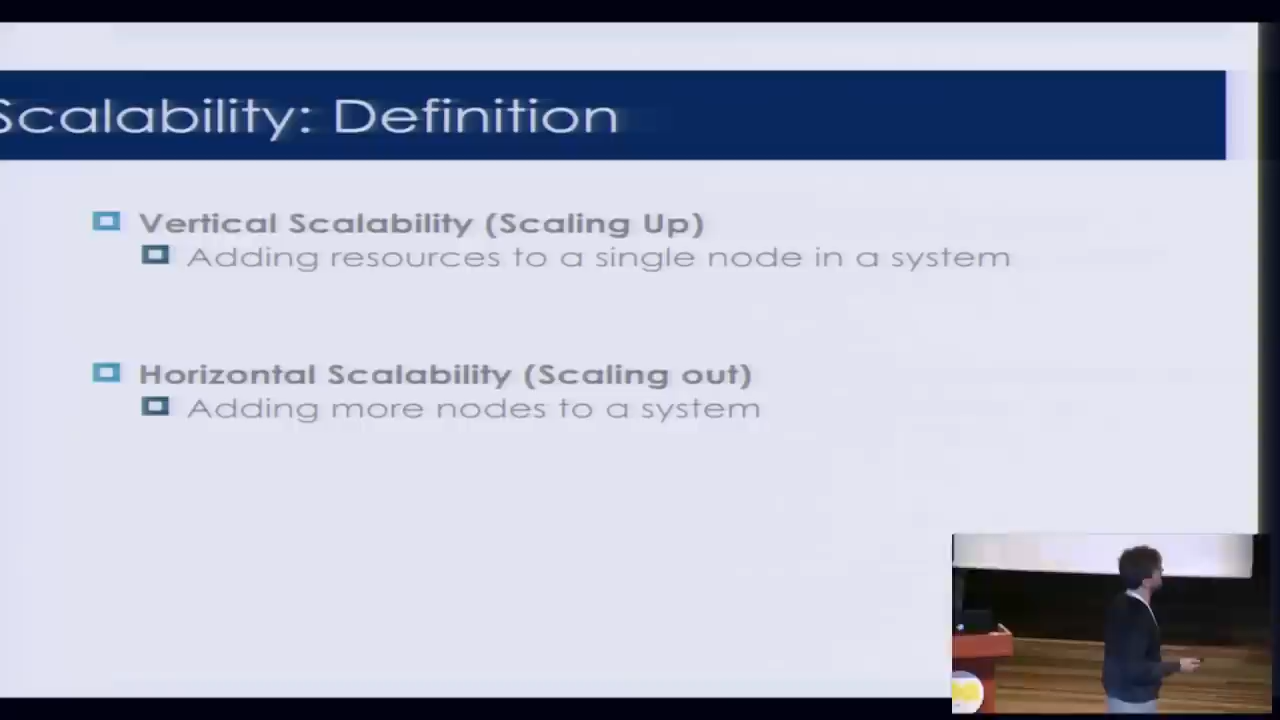 Scalability: Definition
Vertical Scalability (Scaling Up)
Adding resources to a single node in a system
Horizontal Scalability (Scaling out)
Adding more nodes to a system